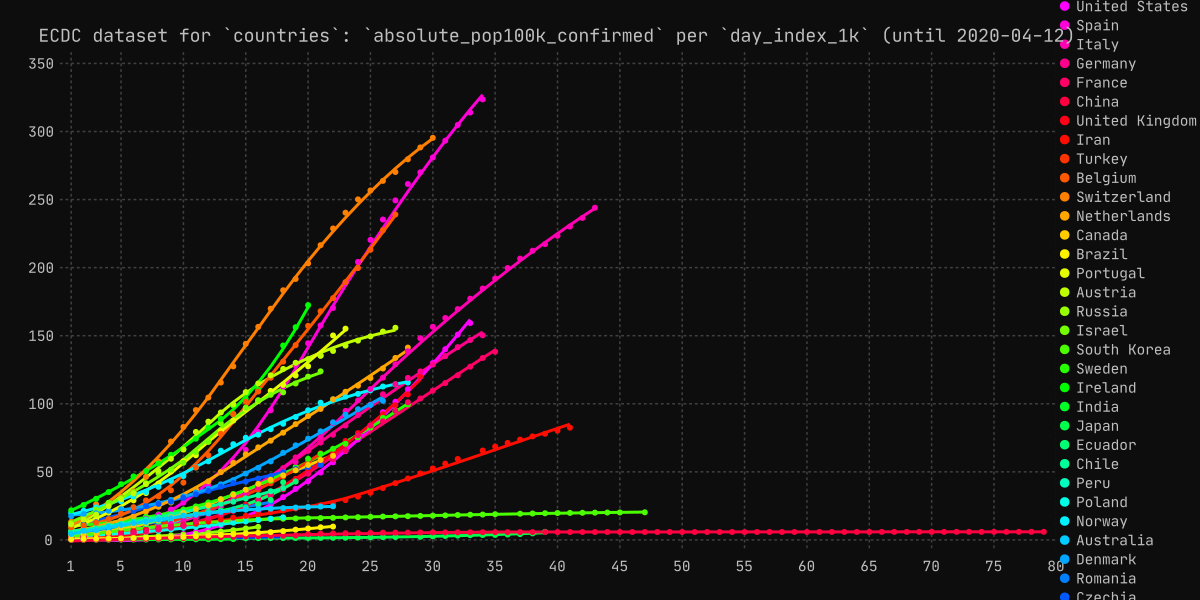 ECDC dataset for `countries`: `absolute_pop100k_confirmed` per `day_index_1k` (until 2020-04-12)
350
300
250
200
150
100
50
0
1 5 10 15 20 25 30 35 40 45 50 55 60 65 70 75 80
United States
Spain
Italy
Germany
France
China
United Kingdom
Iran
Turkey
Belgium
Switzerland
Netherlands
Canada
Brazil
Portugal
Austria
Russia
Israel
South Korea
Sweden
Ireland
India
Japan
Ecuador
Chile
Peru
Poland
Norway
Australia
Denmark
Romania
Czechia